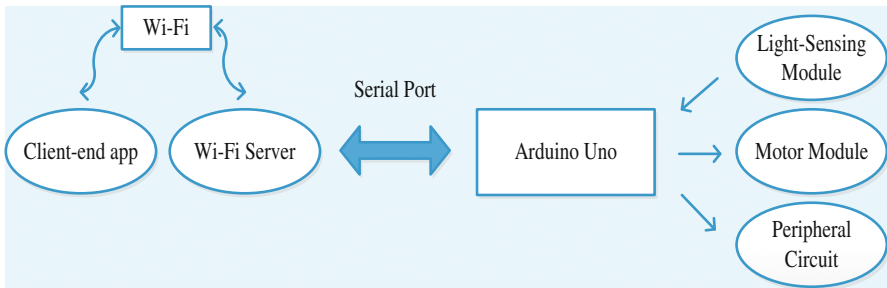 Wi-Fi
Client-end app
Wi-Fi Server
Serial Port
Arduino Uno
Light-Sensing
Module
Motor Module
Peripheral
Circuit